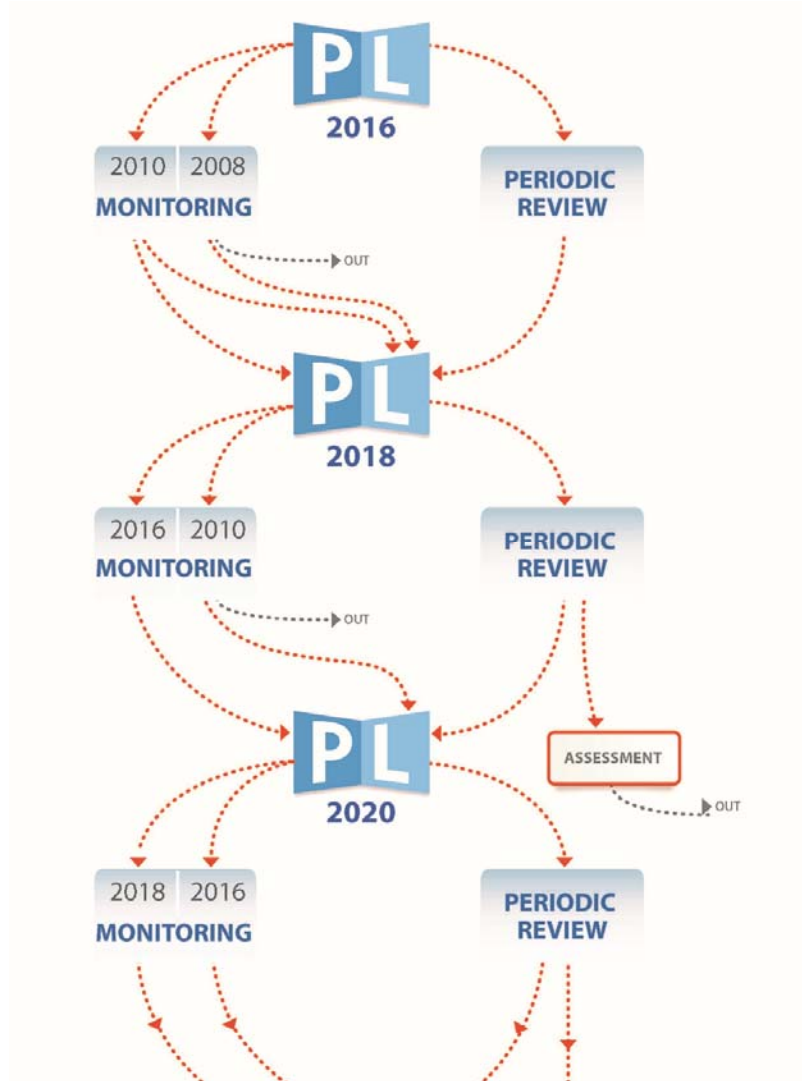 PL
2016
2010 2008
MONITORING
PERIODIC
REVIEW
OUT
PL
2018
2016 2010
MONITORING
PERIODIC
REVIEW
OUT
PL
2020
ASSESSMENT
OUT
2018 2016
MONITORING
PERIODIC
REVIEW